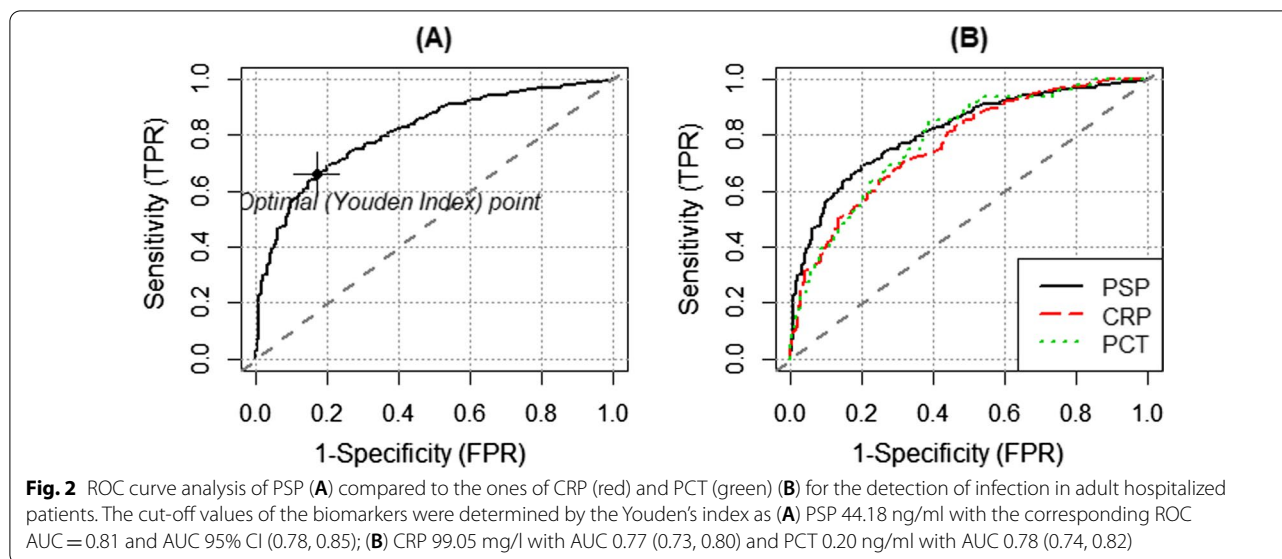 (A)
Sensitivity (TPR)
1.0
0.8
0.6
0.4
0.2
0.0
Optimal (Youden Index) point
0.0 0.2 0.4 0.6 0.8 1.0
1-Specificity (FPR)
(B)
Sensitivity (TPR)
1.0
0.8
0.6
0.4
0.2
0.0
PSP
CRP
PCT
0.0 0.2 0.4 0.6 0.8 1.0
1-Specificity (FPR)
Fig. 2 ROC curve analysis of PSP (A) compared to the ones of CRP (red) and PCT (green) (B) for the detection of infection in adult hospitalized
patients. The cut-off values of the biomarkers were determined by the Youden's index as (A) PSP 44.18 ng/ml with the corresponding ROC
AUC = 0.81 and AUC 95% CI (0.78, 0.85); (B) CRP 99.05 mg/l with AUC 0.77 (0.73, 0.80) and PCT 0.20 ng/ml with AUC 0.78 (0.74, 0.82)